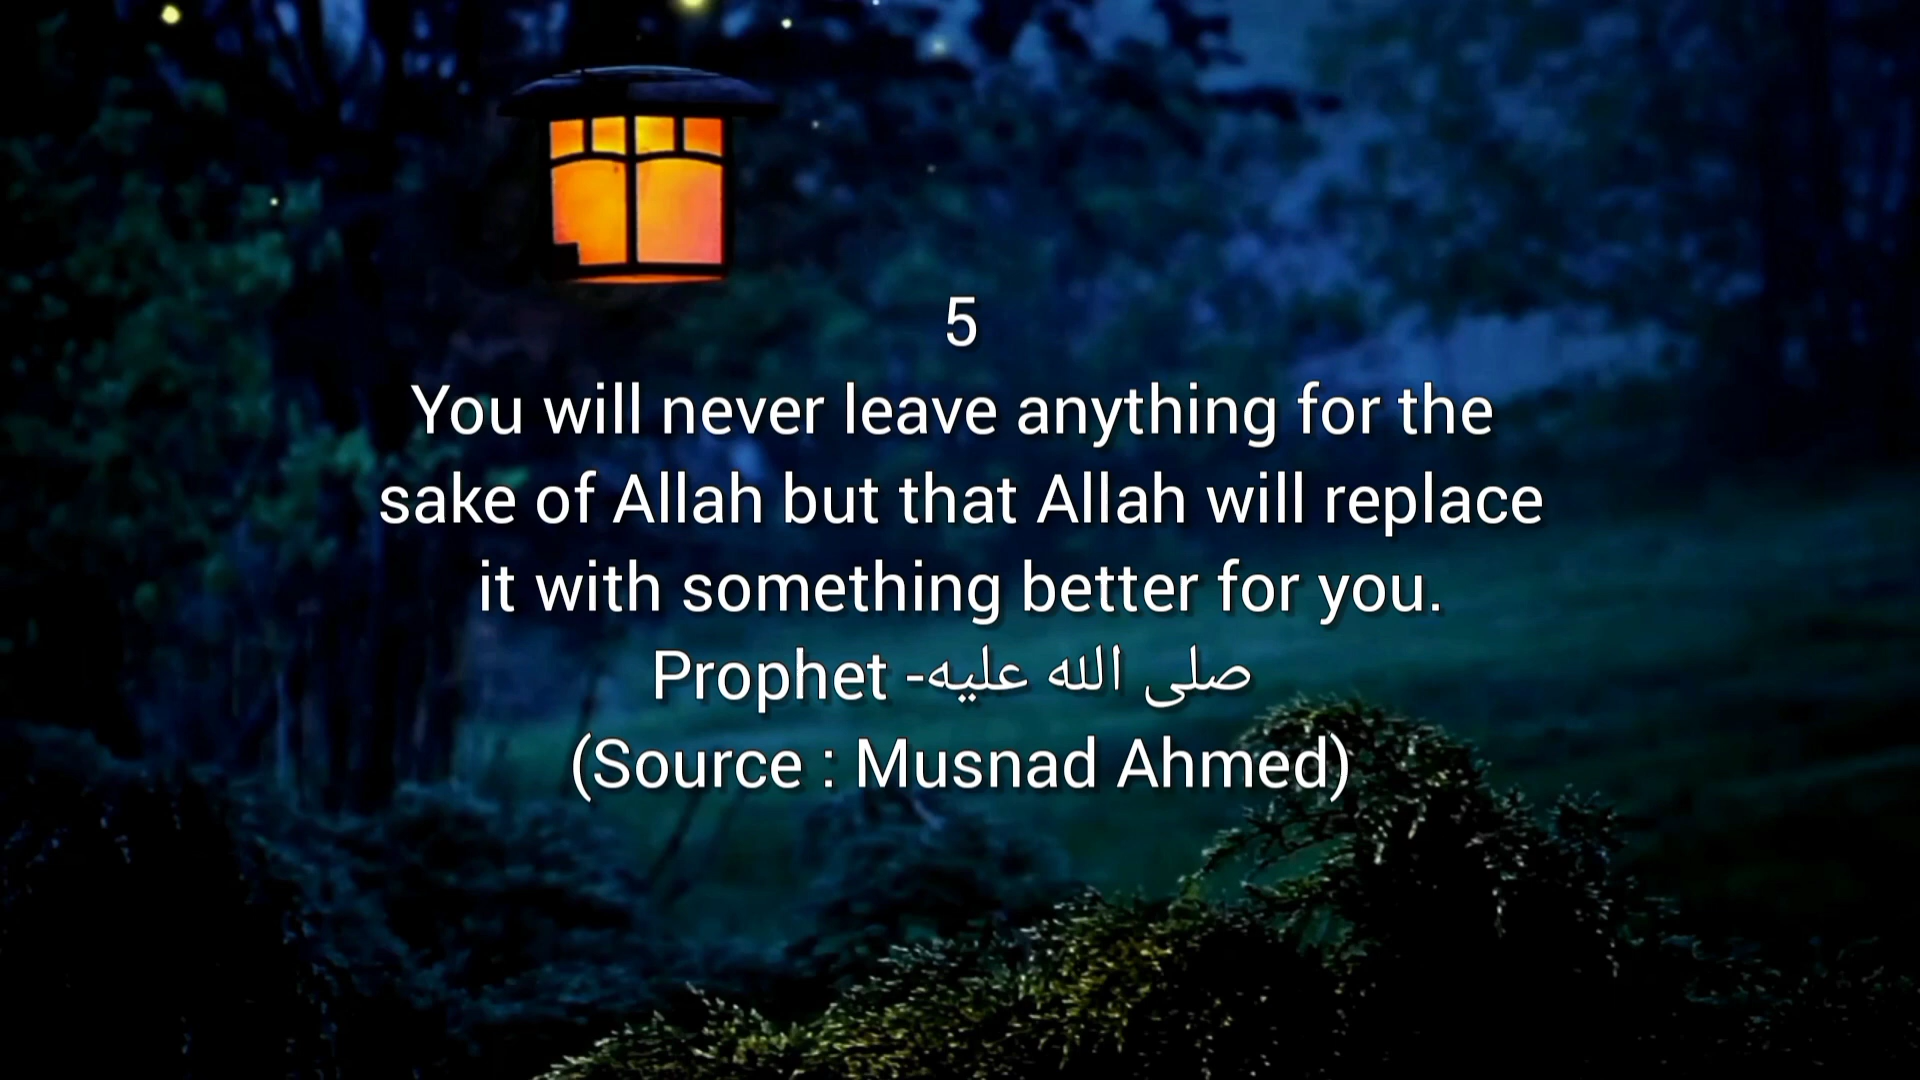 5
You will never leave anything for the
sake of Allah but that Allah will replace
it with something better for you.
Prophet -صلى الله عليه
(Source : Musnad Ahmed)